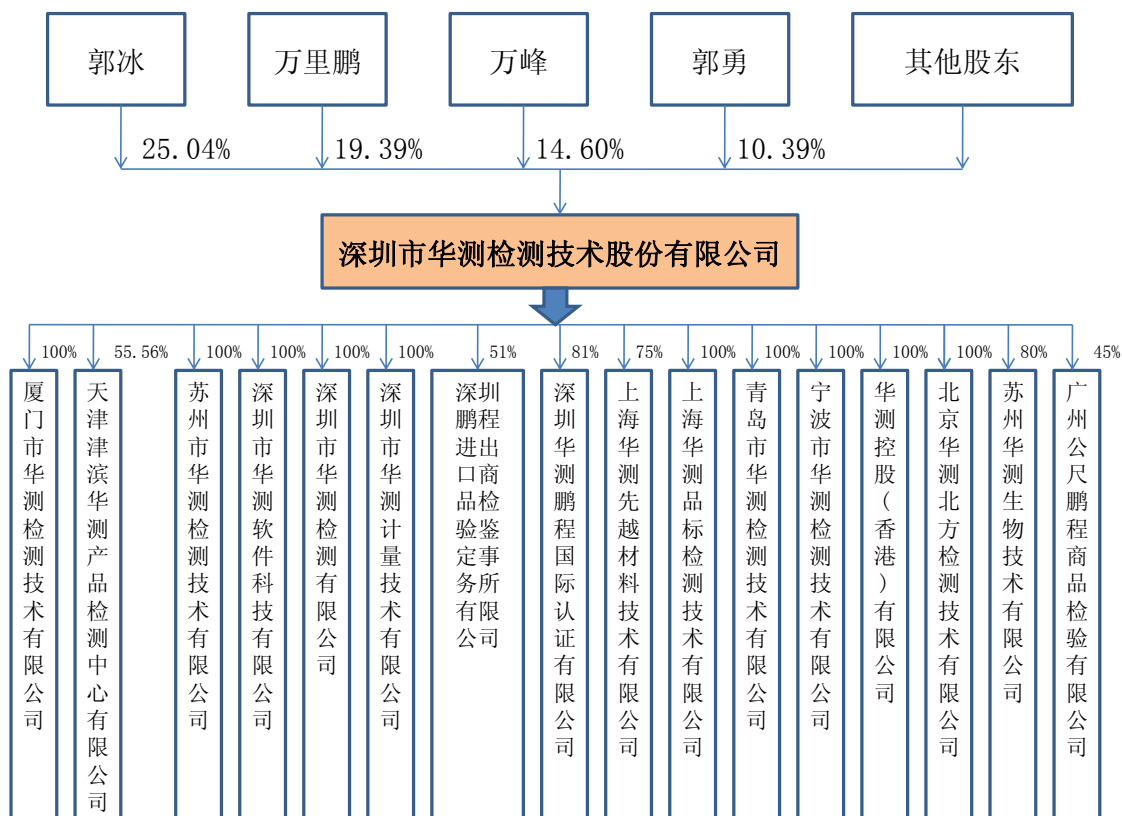 郭冰
万里鹏
万峰
郭勇
其他股东
25.04%
19.39%
14.60%
10.39%
深圳市华测检测技术股份有限公司
100%
55.56%
100%
100%
100%
100%
51%
81%
75%
100%
100%
100%
100%
100%
80%
45%
厦门市华测检测技术有限公司
天津津滨华测产品检测中心有限公司
苏州市华测检测技术有限公司
深圳市华测软件科技有限公司
深圳市华测检测有限公司
深圳市华测计量技术有限公司
深圳
鹏程
进出
口商
品检
验鉴
定事
务所
有限
公司
深圳华测鹏程国际认证有限公司
上海华测先越材料技术有限公司
上海华测品标检测技术有限公司
青岛市华测检测技术有限公司
宁波市华测检测技术有限公司
华测控股(香港)有限公司
北京华测北方检测技术有限公司
苏州华测生物技术有限公司
广州公尺鹏程商品检验有限公司